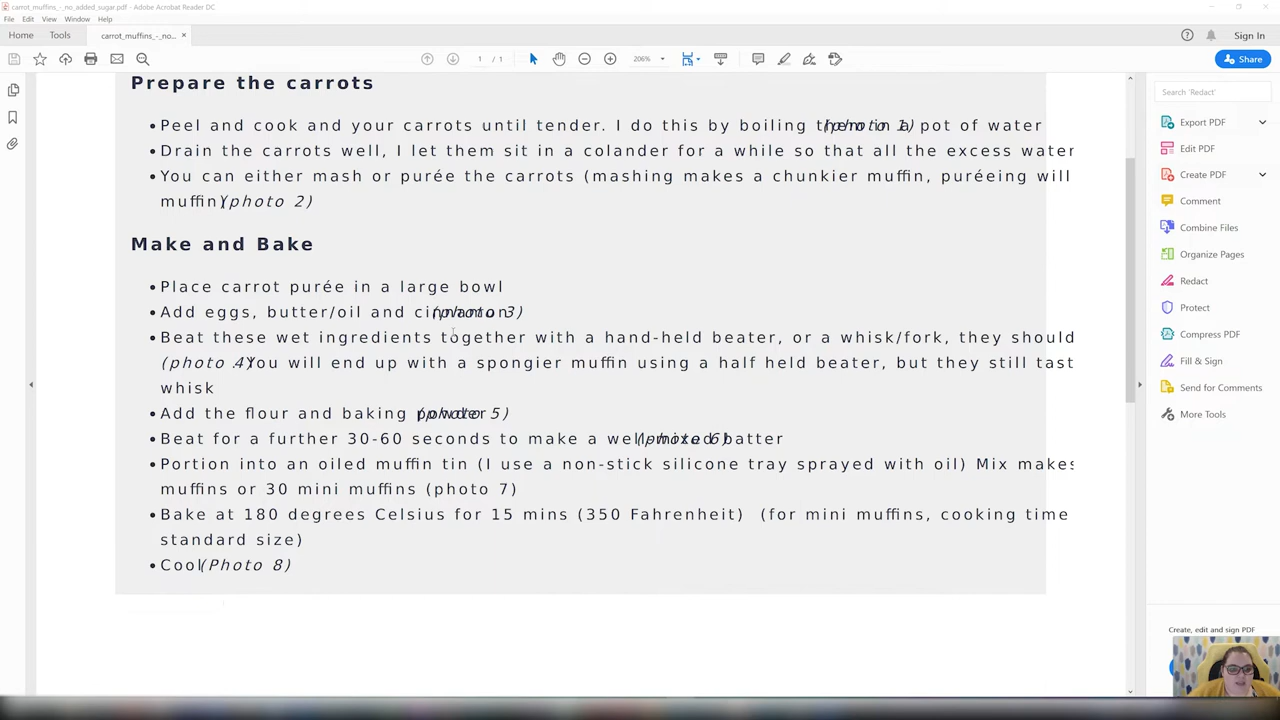 carrot_muffins_-_no_added_sugar.pdf - Adobe Acrobat Reader DC
File Edit View Window Help
Home Tools carrot_muffins_-_no... × Sign In
1 / 1 206% Share
Prepare the carrots
•Peel and cook and your carrots until tender. I do this by boiling them in a pot of water (photo 1)
•Drain the carrots well, I let them sit in a colander for a while so that all the excess water
•You can either mash or purée the carrots (mashing makes a chunkier muffin, puréeing will
muffin) (photo 2)
Make and Bake
•Place carrot purée in a large bowl
•Add eggs, butter/oil and cinnamon (photo 3)
•Beat these wet ingredients together with a hand-held beater, or a whisk/fork, they should
(photo 4) .You will end up with a spongier muffin using a half held beater, but they still tast
whisk
•Add the flour and baking powder (photo 5)
•Beat for a further 30-60 seconds to make a well mixed batter (photo 6)
•Portion into an oiled muffin tin (I use a non-stick silicone tray sprayed with oil) Mix makes
muffins or 30 mini muffins (photo 7)
•Bake at 180 degrees Celsius for 15 mins (350 Fahrenheit) (for mini muffins, cooking time
standard size)
•Cool (Photo 8)
Search 'Redact'
Export PDF
Edit PDF
Create PDF
Comment
Combine Files
Organize Pages
Redact
Protect
Compress PDF
Fill & Sign
Send for Comments
More Tools
Create, edit and sign PDF